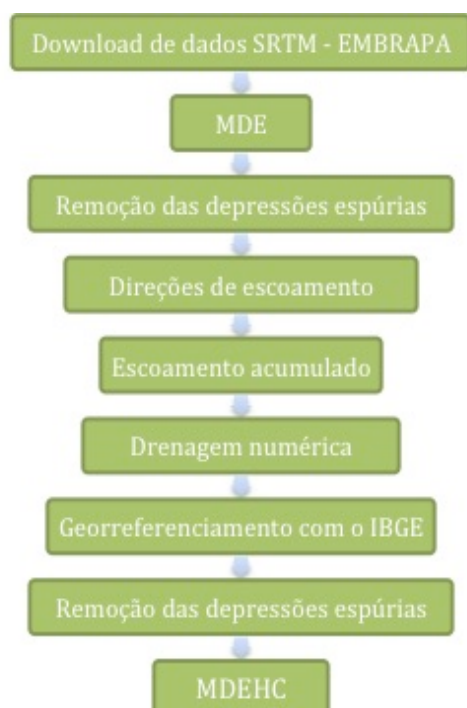 Download de dados SRTM - EMBRAPA
MDE
Remoção das depressões espúrias
Direções de escoamento
Escoamento acumulado
Drenagem numérica
Georreferenciamento com o IBGE
Remoção das depressões espúrias
MDEHC